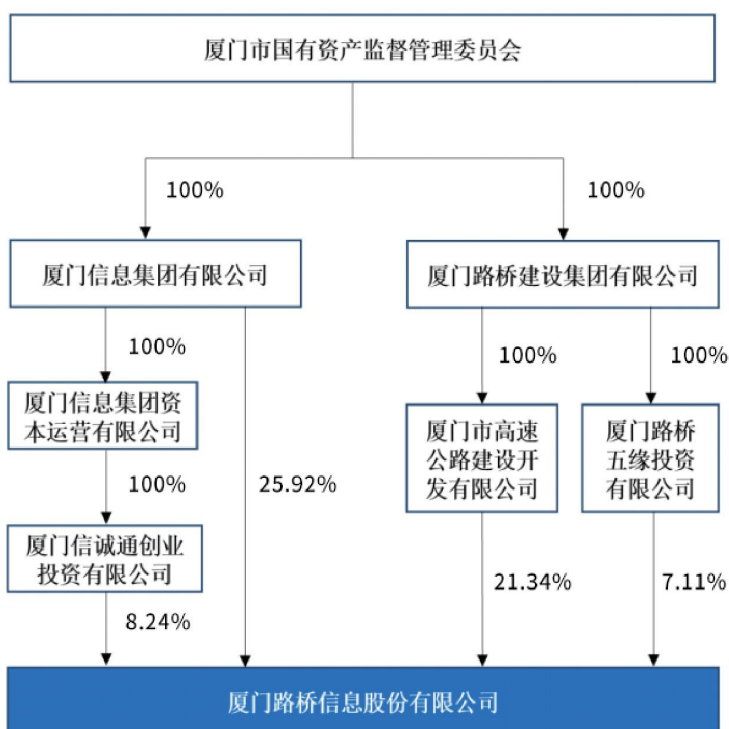 厦门市国有资产监督管理委员会
100%
100%
厦门信息集团有限公司
厦门路桥建设集团有限公司
100%
100%
100%
厦门信息集团资
本运营有限公司
厦门市高速
公路建设开
发有限公司
厦门路桥
五缘投资
有限公司
100%
25.92%
厦门信诚通创业
投资有限公司
21.34%
7.11%
8.24%
厦门路桥信息股份有限公司